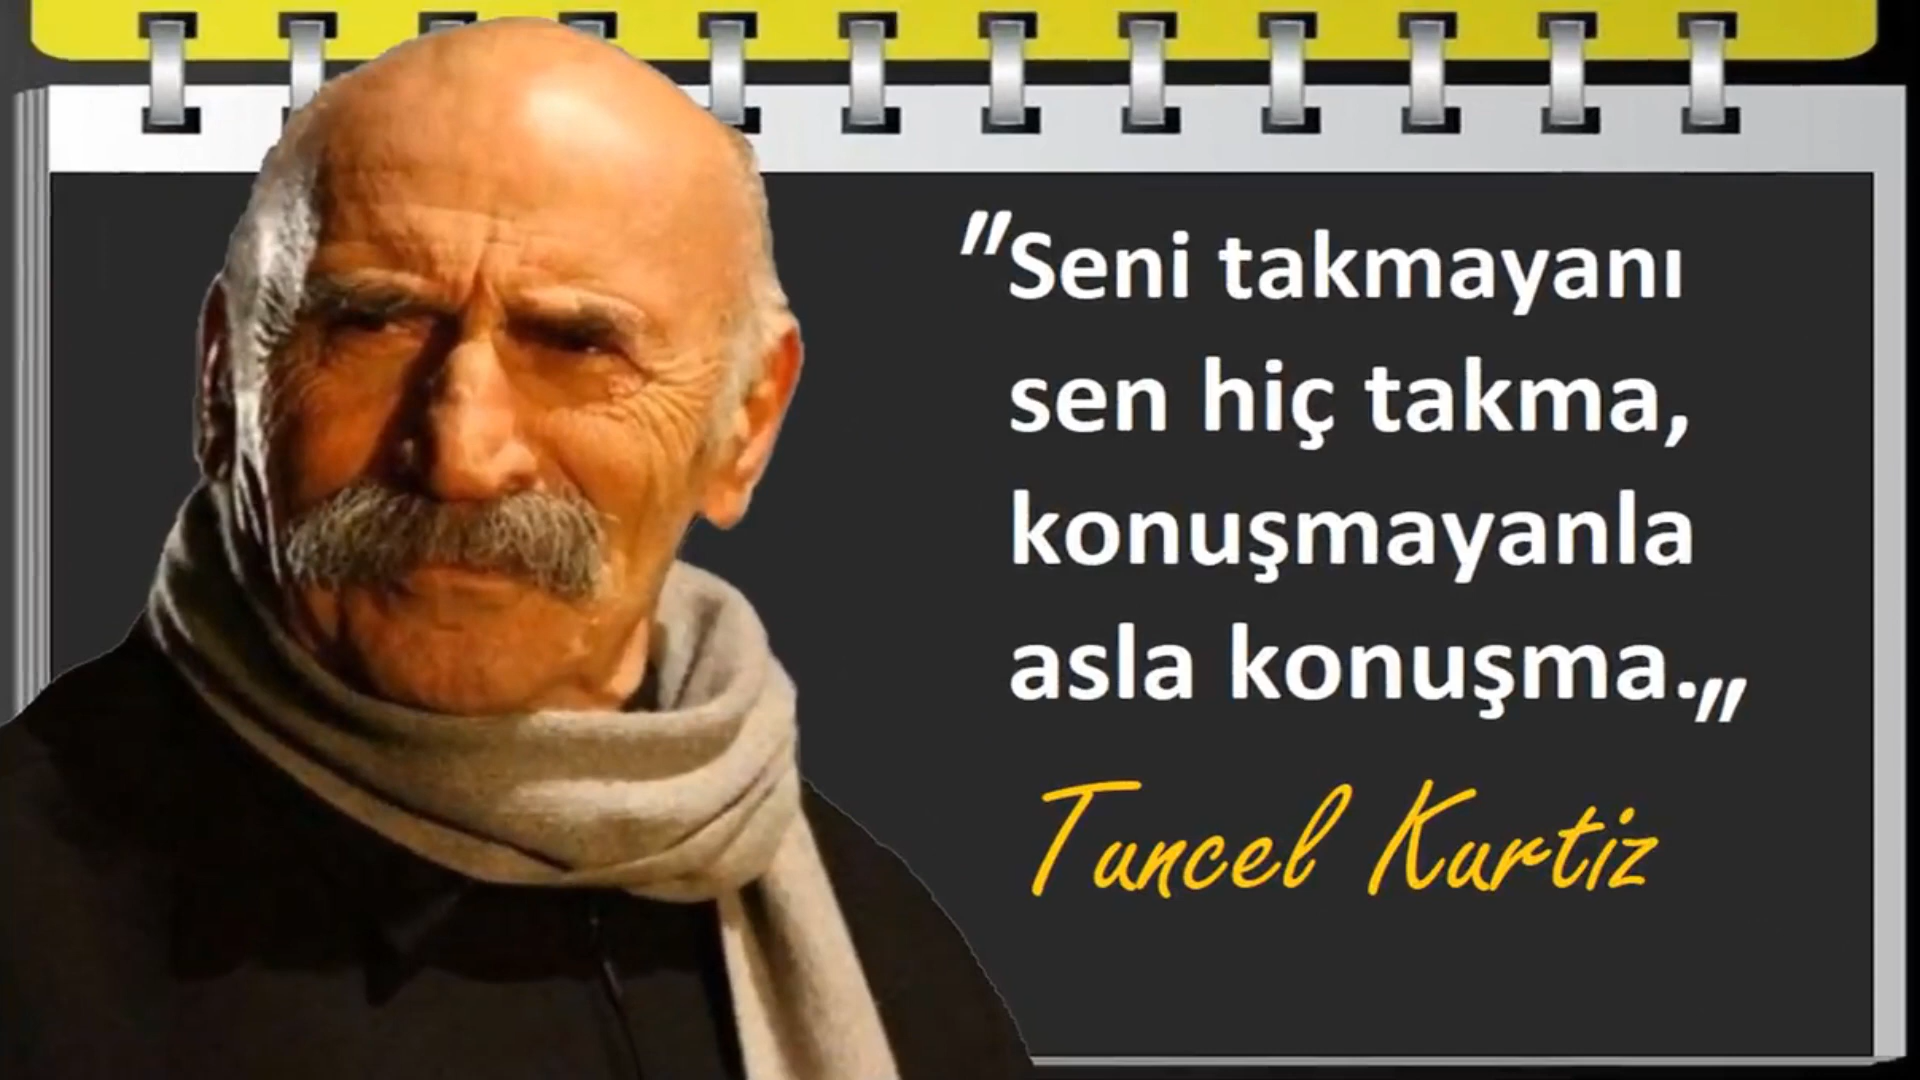 "Seni takmayanı
sen hiç takma,
konuşmayanla
asla konuşma."
Tuncel Kurtiz